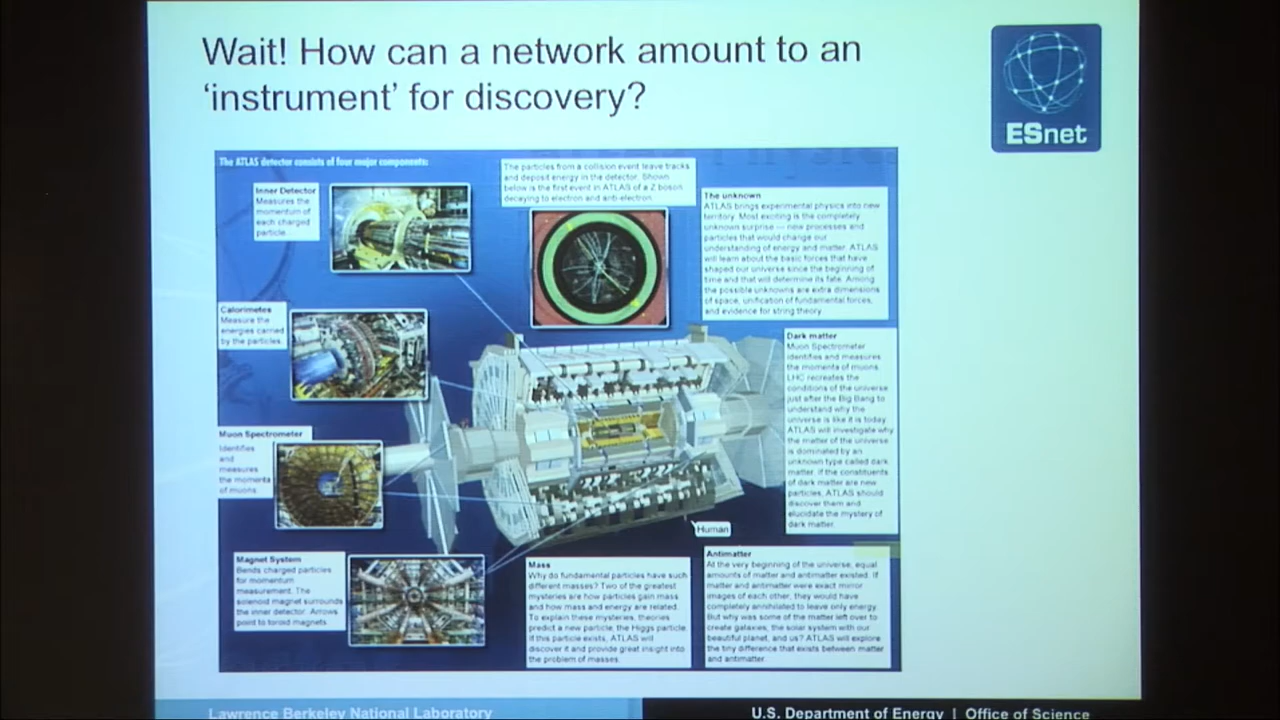 Wait! How can a network amount to an
'instrument' for discovery?
ESnet
The ATLAS detector consists of four major components:
Inner Detector
Measures the
momentum of
each charged
particle.
The particles from a collision event leave tracks
and deposit energy in the detector. Shown
below is the first event in ATLAS of a Z boson
decaying to electron and anti-electron.
The unknown
ATLAS brings experimental physics into new
territory. Most exciting is the completely
unknown surprise — new processes and
particles that would change our
understanding of energy and matter. ATLAS
will learn about the basic forces that have
shaped our universe since the beginning of
time and that will determine its fate. Among
the possible unknowns are extra dimensions
of space, unification of fundamental forces,
and evidence for string theory.
Calorimetes
Measure the
energies carried
by the particles.
Dark matter
Muon Spectrometer
identifies and measures
the momenta of muons
LHC recreates the
conditions of the universe
just after the Big Bang to
understand why the
universe is like it is today
ATLAS will investigate why
the matter of the universe
is dominated by an
unknown type called dark
matter. If the constituents
of dark matter are new
particles, ATLAS should
discover them and
elucidate the mystery of
dark matter.
Muon Spectrometer
Identifies
and
measures
the momenta
of muons
Human
Magnet System
Bends charged particles
for momentum
measurement. The
solenoid magnet surrounds
the inner detector. Arrows
point to toroid magnets.
Mass
Why do fundamental particles have such
different masses? Two of the greatest
mysteries are how particles gain mass
and how mass and energy are related.
To explain these mysteries, theories
predict a new particle, the Higgs particle.
If this particle exists, ATLAS will
discover it and provide great insight into
the problem of masses.
Antimatter
At the very beginning of the universe, equal
amounts of matter and antimatter existed. If
matter and antimatter were exact mirror
images of each other, they would have
completely annihilated to leave only energy.
But why was some of the matter left over to
create galaxies, the solar system with our
beautiful planet, and us? ATLAS will explore
the tiny difference that exists between matter
and antimatter.
Lawrence Berkeley National Laboratory
U.S. Department of Energy | Office of Science